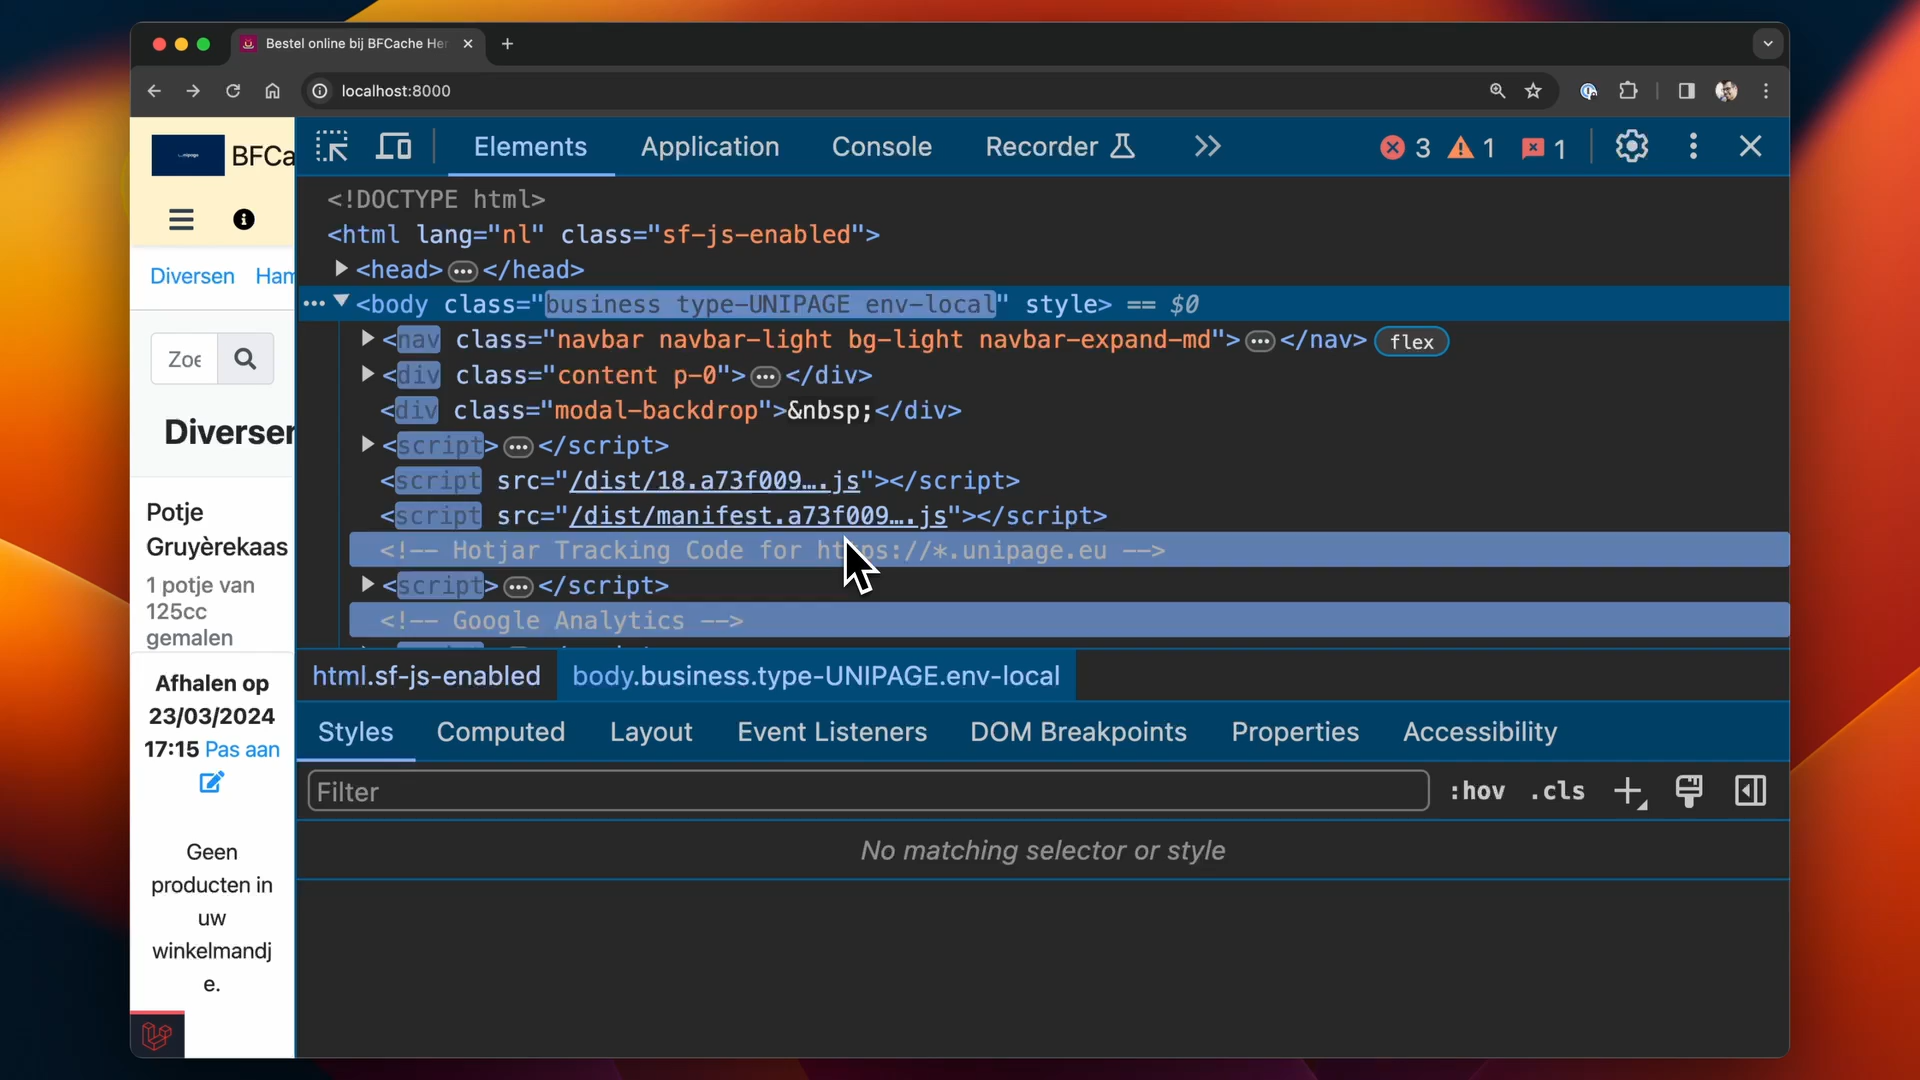 Bestel online bij BFCache He
localhost:8000
BFCa
Diversen Ham
Zoe
Diverser
Potje
Gruyèrekaas
1 potje van
125cc
gemalen
Afhalen op
23/03/2024
17:15 Pas aan
Geen
producten in
uw
winkelmandj
e.
Elements Application Console Recorder 3 1 1
<!DOCTYPE html>
<html lang="nl" class="sf-js-enabled">
<head> ••• </head>
••• <body class="business type-UNIPAGE env-local" style> == $0
<nav class="navbar navbar-light bg-light navbar-expand-md"> ••• </nav> flex
<div class="content p-0"> ••• </div>
<div class="modal-backdrop">&nbsp;</div>
<script> ••• </script>
<script src="/dist/18.a73f009….js"></script>
<script src="/dist/manifest.a73f009….js"></script>
<!-- Hotjar Tracking Code for https://*.unipage.eu -->
<script> ••• </script>
<!-- Google Analytics -->
html.sf-js-enabled body.business.type-UNIPAGE.env-local
Styles Computed Layout Event Listeners DOM Breakpoints Properties Accessibility
Filter :hov .cls
No matching selector or style